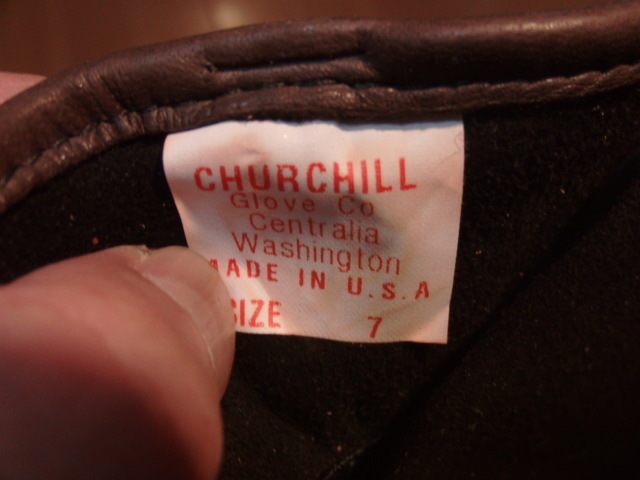 CHURCHILL
Glove Co
Centralia
Washington
MADE IN U.S.A
SIZE 7